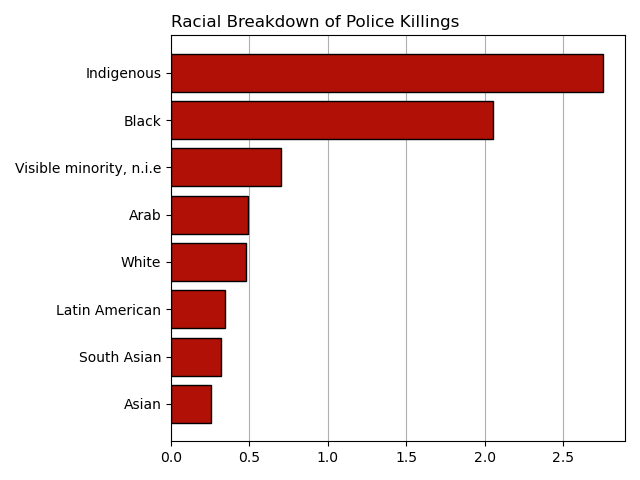 Racial Breakdown of Police Killings
Indigenous
Black
Visible minority, n.i.e
Arab
White
Latin American
South Asian
Asian
0.0 0.5 1.0 1.5 2.0 2.5